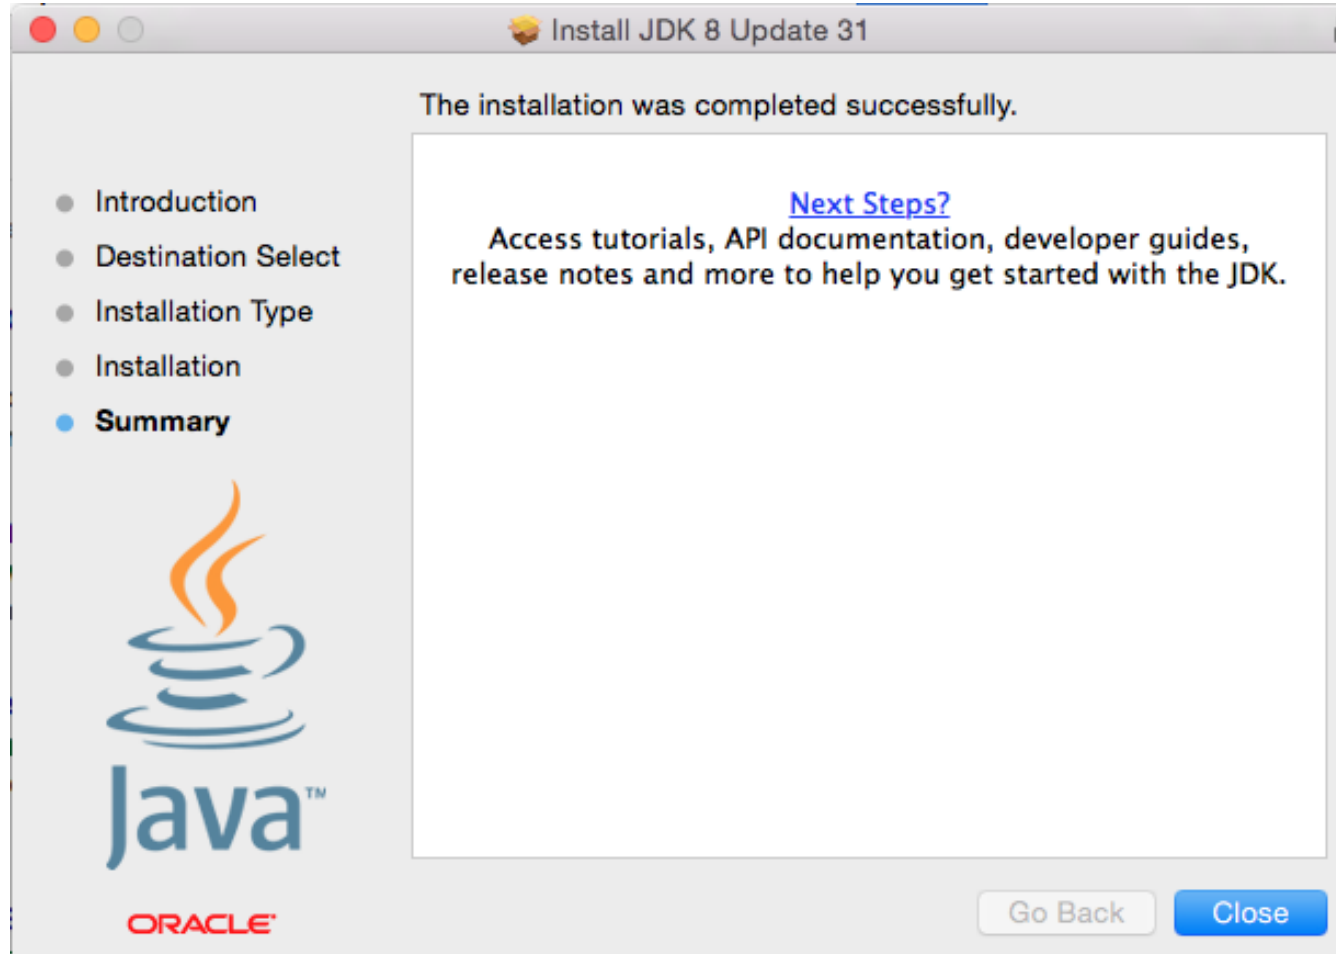 Install JDK 8 Update 31
The installation was completed successfully.
Introduction
Destination Select
Installation Type
Installation
Summary
Next Steps?
Access tutorials, API documentation, developer guides,
release notes and more to help you get started with the JDK.
Java™
ORACLE®
Go Back
Close